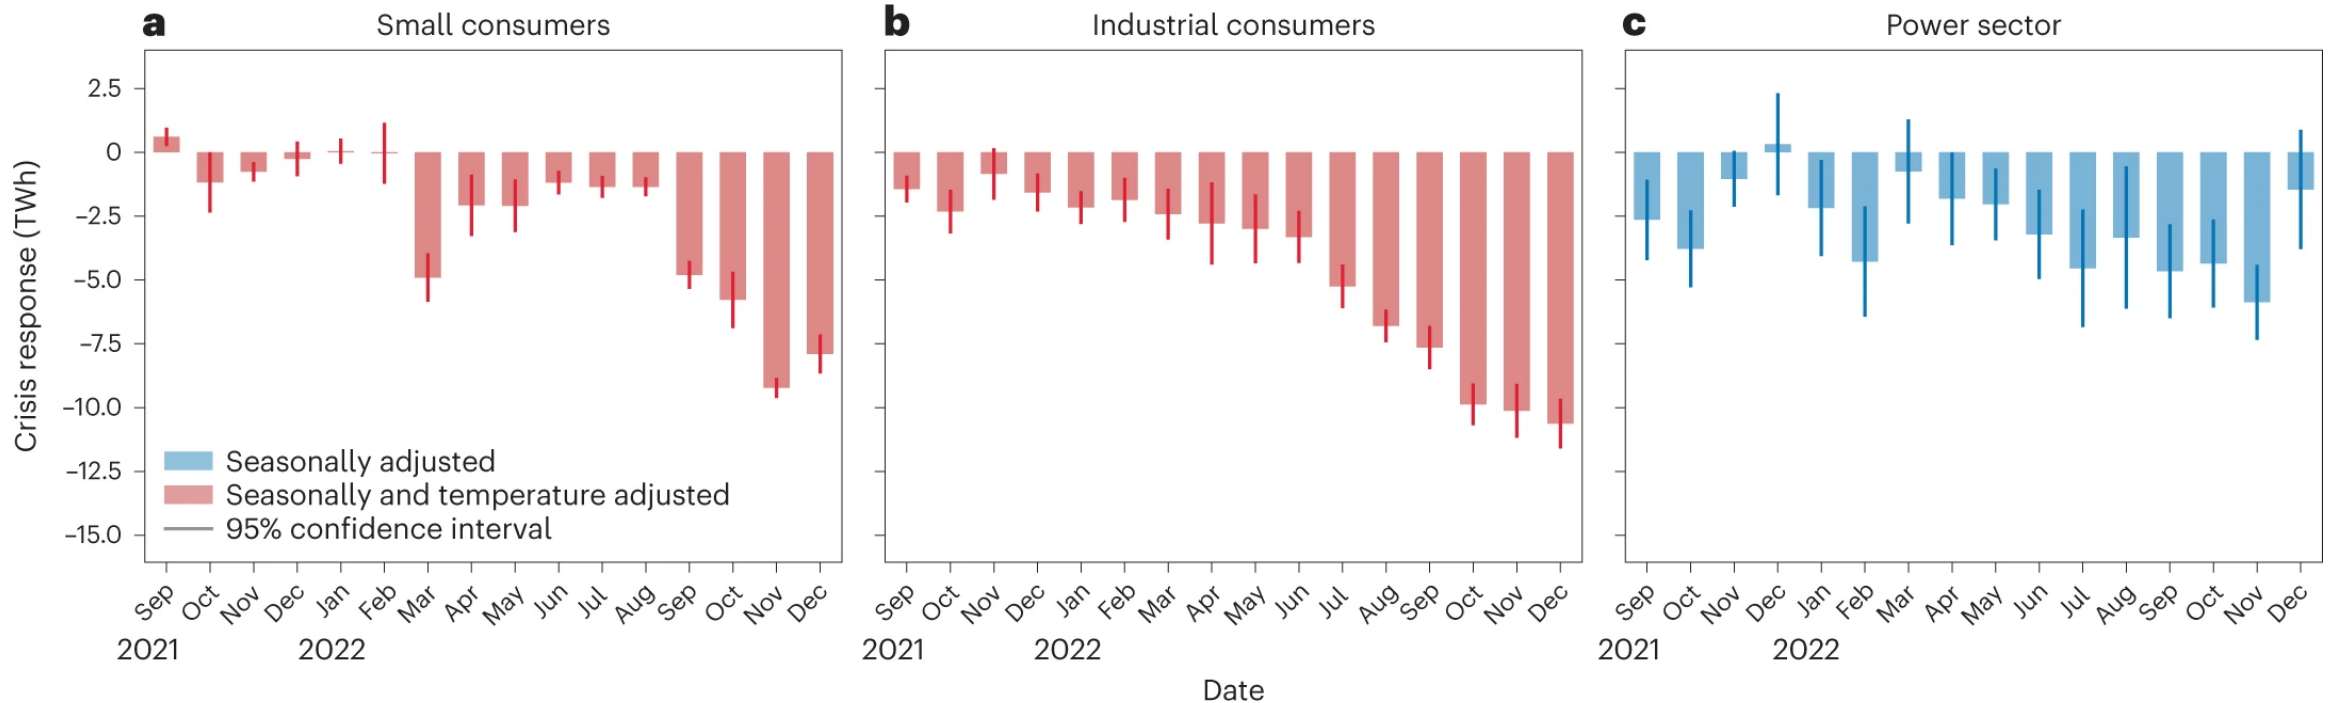 a Small consumers
b Industrial consumers
c Power sector
Crisis response (TWh)
2.5
0
–2.5
–5.0
–7.5
–10.0
–12.5
–15.0
Seasonally adjusted
Seasonally and temperature adjusted
95% confidence interval
Sep Oct Nov Dec Jan Feb Mar Apr May Jun Jul Aug Sep Oct Nov Dec
2021 2022
Sep Oct Nov Dec Jan Feb Mar Apr May Jun Jul Aug Sep Oct Nov Dec
2021 2022
Sep Oct Nov Dec Jan Feb Mar Apr May Jun Jul Aug Sep Oct Nov Dec
2021 2022
Date